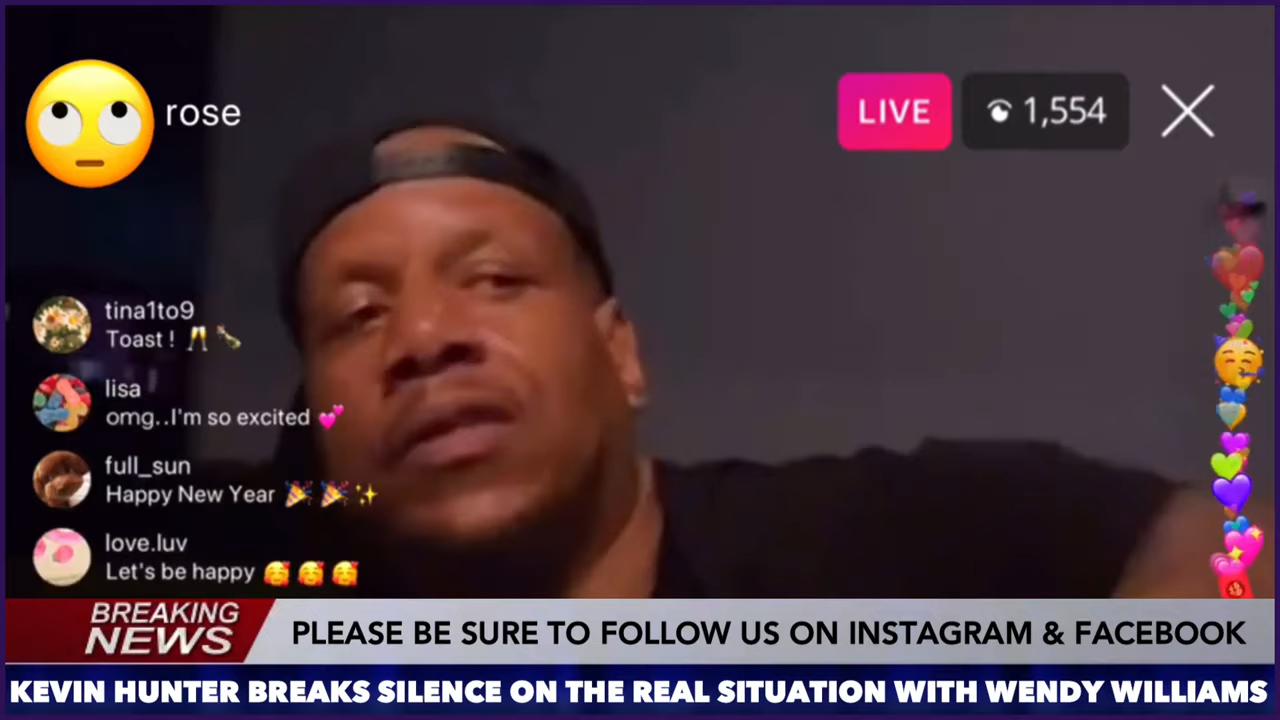 rose
LIVE
1,554
tina1to9
Toast !
lisa
omg..I'm so excited
full_sun
Happy New Year
love.luv
Let's be happy
BREAKING
NEWS
PLEASE BE SURE TO FOLLOW US ON INSTAGRAM & FACEBOOK
KEVIN HUNTER BREAKS SILENCE ON THE REAL SITUATION WITH WENDY WILLIAMS